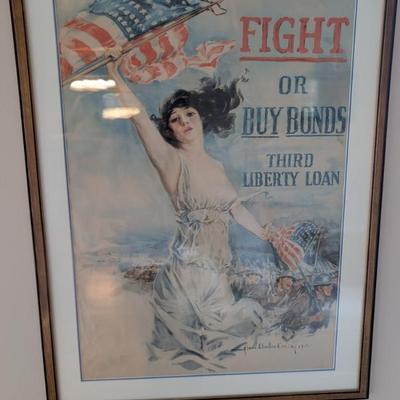 FIGHT
OR
BUY BONDS
THIRD
LIBERTY LOAN